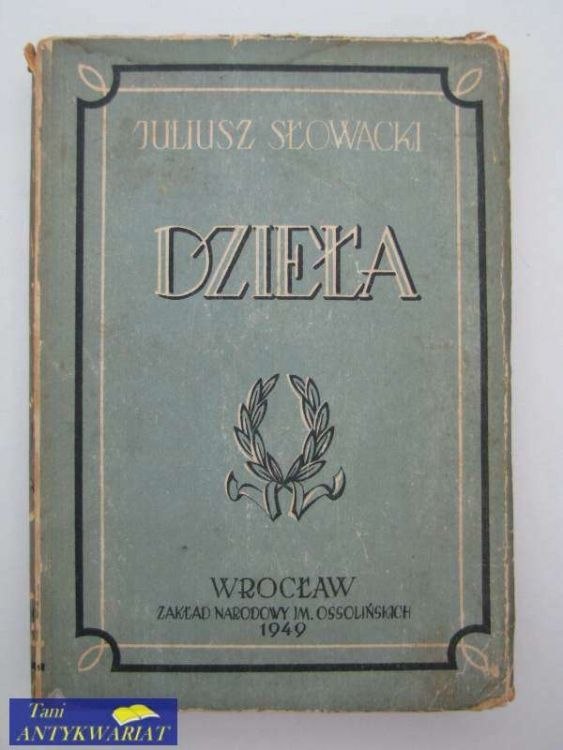 JULIUSZ SŁOWACKI
DZIEŁA
WROCŁAW
ZAKŁAD NARODOWY IM. OSSOLIŃSKICH
1949
Tani
ANTYKWARIAT